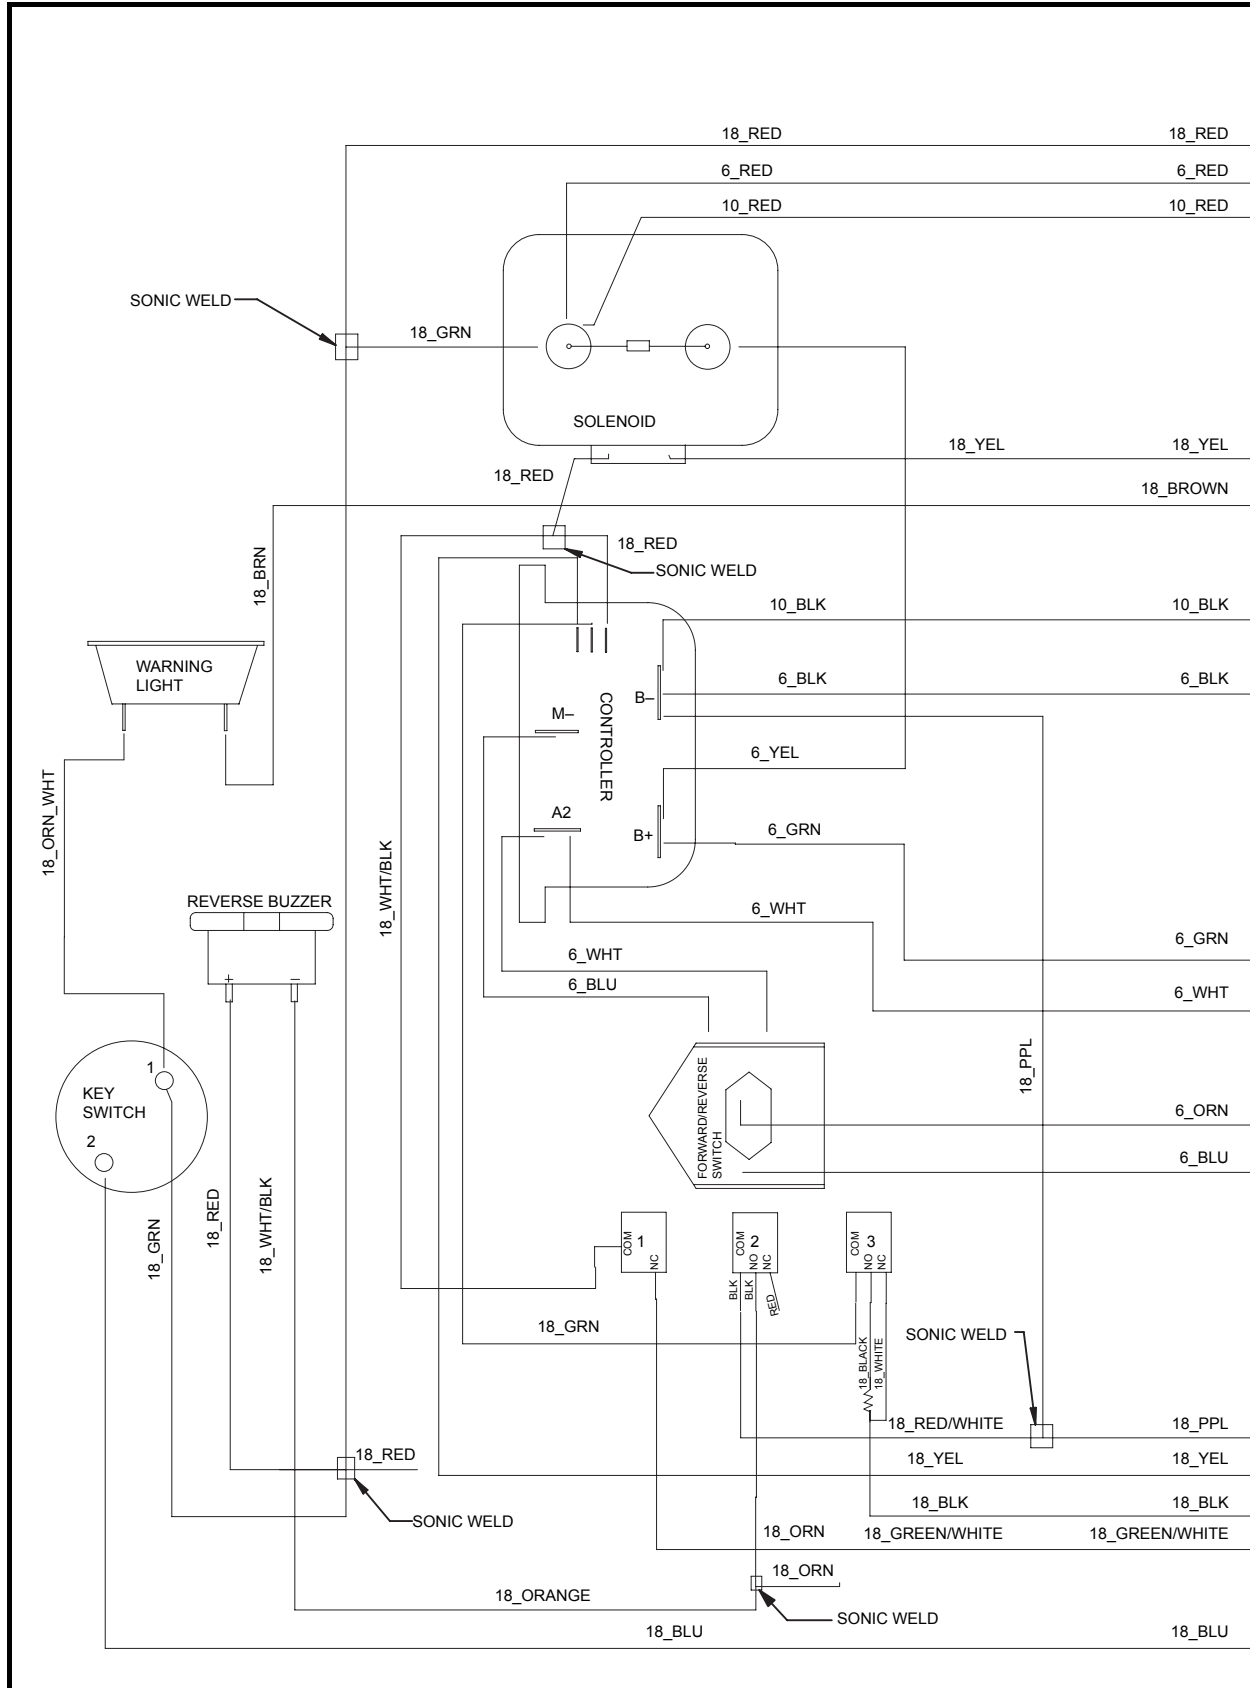 18_RED 18_RED
6_RED 6_RED
10_RED 10_RED
SONIC WELD
18_GRN
SOLENOID
18_YEL 18_YEL
18_RED
18_BROWN
18_RED
SONIC WELD
18_BRN
10_BLK 10_BLK
WARNING
LIGHT
6_BLK 6_BLK
B–
M–
CONTROLLER
6_YEL
A2
B+
6_GRN
18_ORN_WHT
18_WHT/BLK
REVERSE BUZZER
6_WHT
6_GRN
6_WHT
+ –
6_BLU
6_WHT
18_PPL
1
KEY
SWITCH
2
FORWARD/REVERSE
SWITCH
6_ORN
6_BLU
18_GRN
18_RED
18_WHT/BLK
COM 1 NC
COM 2 NO NC
COM 3 NO NC
BLK BLK RED
18_GRN
18_BLACK
18_WHITE
SONIC WELD
18_RED/WHITE 18_PPL
18_RED
18_YEL 18_YEL
18_BLK 18_BLK
SONIC WELD
18_ORN 18_GREEN/WHITE 18_GREEN/WHITE
18_ORN
18_ORANGE
SONIC WELD
18_BLU 18_BLU